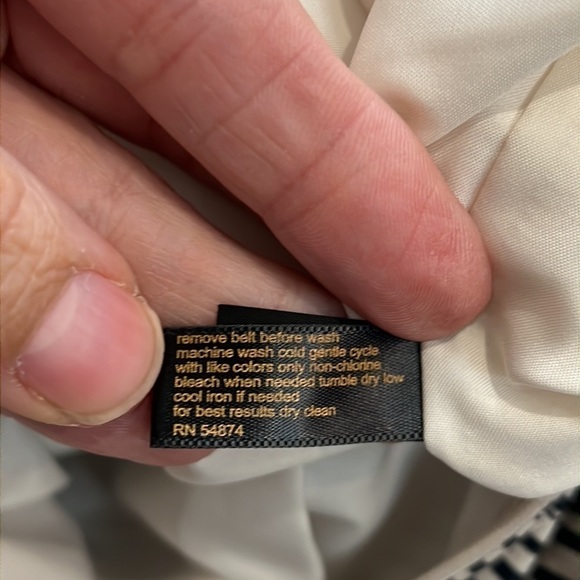 remove belt before wash
machine wash cold gentle cycle
with like colors only non-chlorine
bleach when needed tumble dry low
cool iron if needed
for best results dry clean
RN 54874